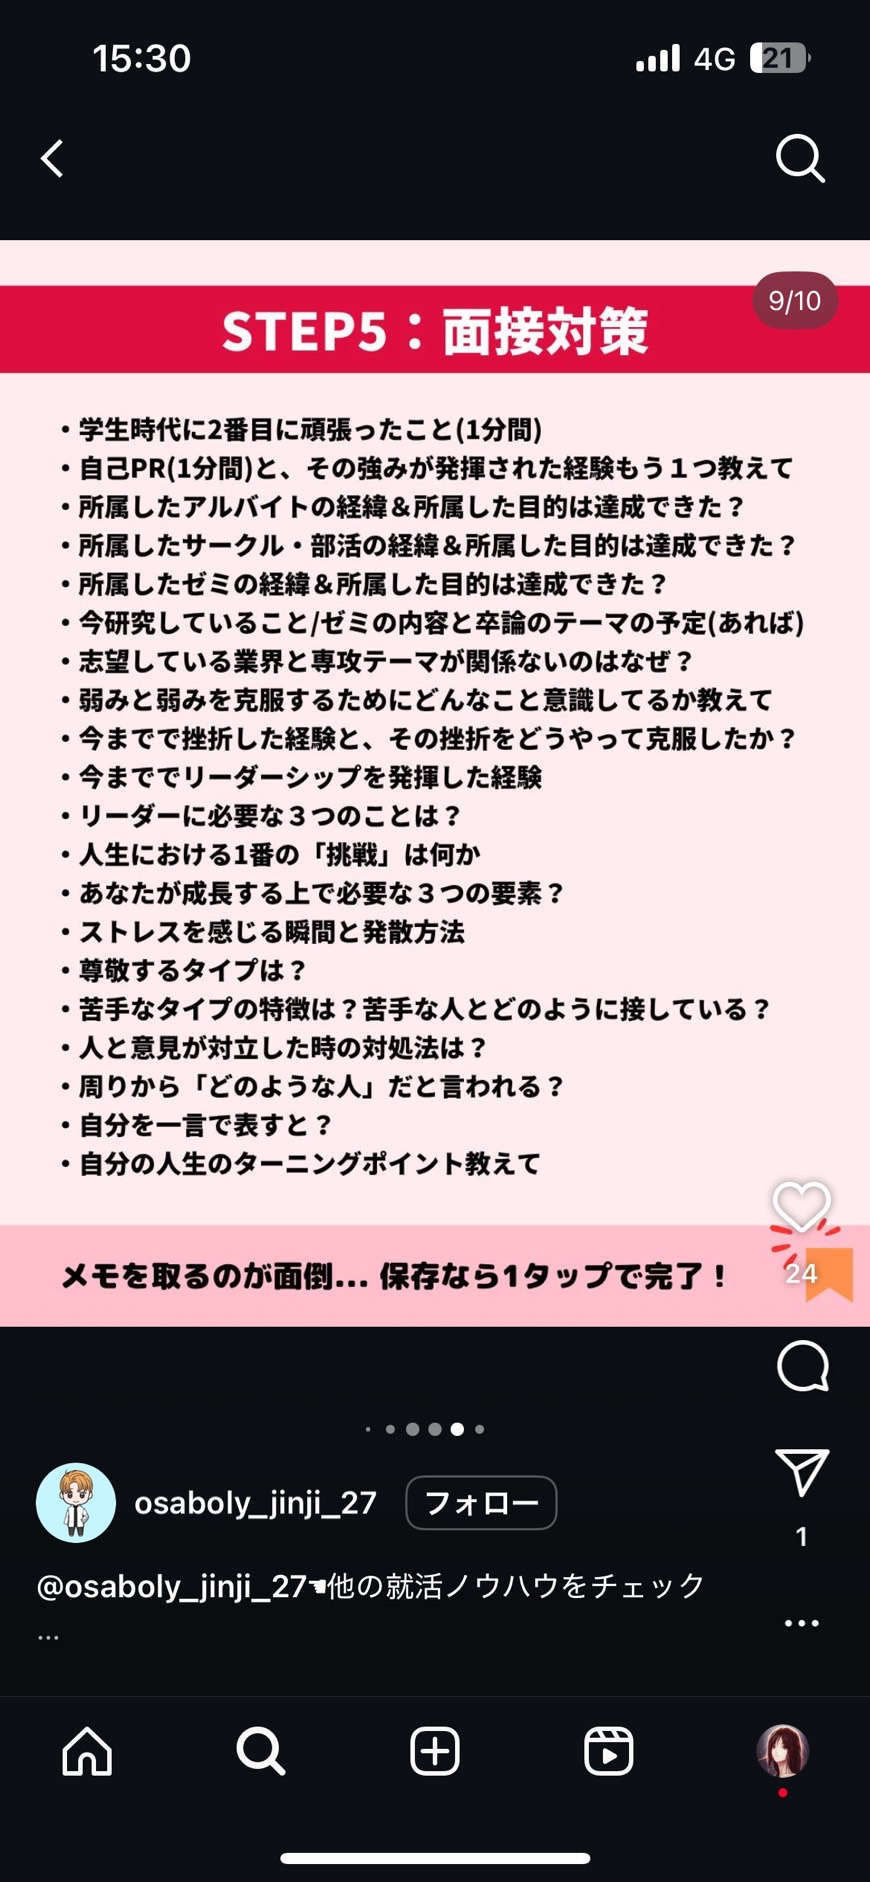 15:30
4G 21
9/10
STEP5：面接対策
・学生時代に2番目に頑張ったこと(1分間)
・自己PR(1分間)と、その強みが発揮された経験もう１つ教えて
・所属したアルバイトの経緯＆所属した目的は達成できた？
・所属したサークル・部活の経緯＆所属した目的は達成できた？
・所属したゼミの経緯＆所属した目的は達成できた？
・今研究していること/ゼミの内容と卒論のテーマの予定(あれば)
・志望している業界と専攻テーマが関係ないのはなぜ？
・弱みと弱みを克服するためにどんなこと意識してるか教えて
・今までで挫折した経験と、その挫折をどうやって克服したか？
・今まででリーダーシップを発揮した経験
・リーダーに必要な３つのことは？
・人生における1番の「挑戦」は何か
・あなたが成長する上で必要な３つの要素？
・ストレスを感じる瞬間と発散方法
・尊敬するタイプは？
・苦手なタイプの特徴は？苦手な人とどのように接している？
・人と意見が対立した時の対処法は？
・周りから「どのような人」だと言われる？
・自分を一言で表すと？
・自分の人生のターニングポイント教えて
メモを取るのが面倒... 保存なら1タップで完了！
24
osaboly_jinji_27 フォロー
1
@osaboly_jinji_27☚他の就活ノウハウをチェック
...